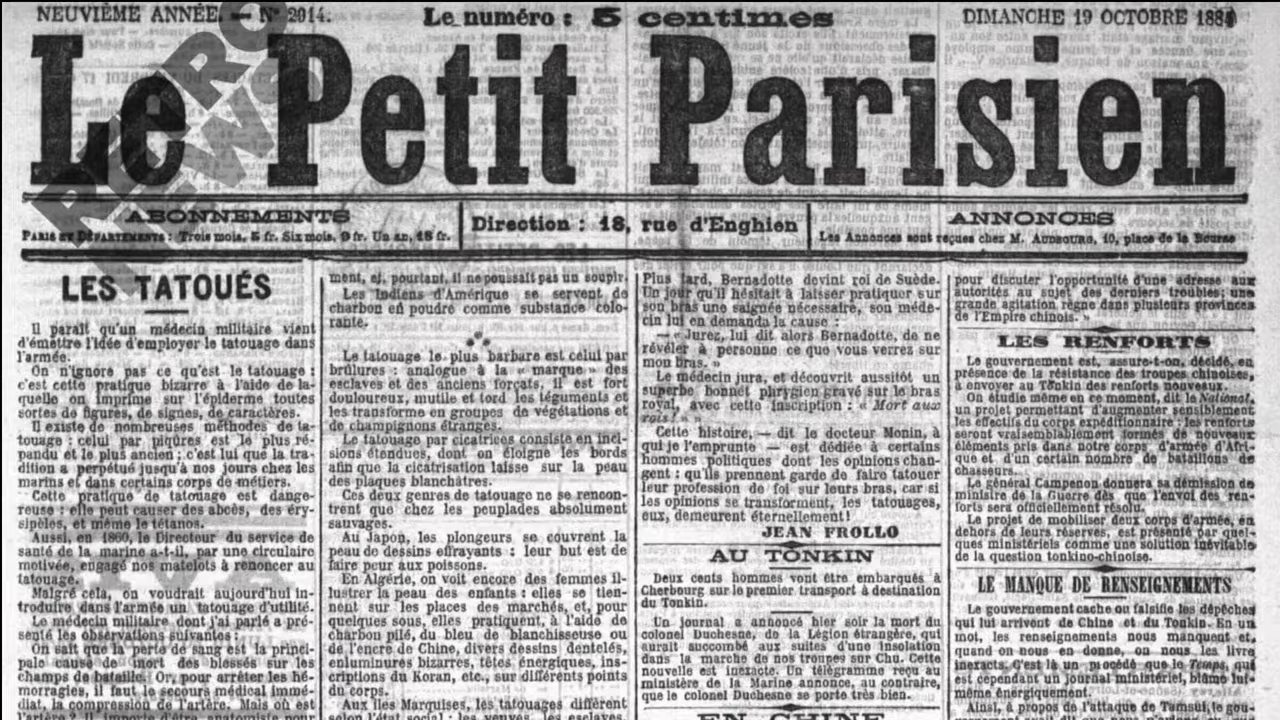 NEUVIÈME ANNÉE. — N° 2014.
Le numéro : 5 centimes
DIMANCHE 19 OCTOBRE 1884
Le Petit Parisien
ABONNEMENTS
PARIS ET DÉPARTEMENTS : Trois mois, 5 fr. Six mois, 9 fr. Un an, 18 fr.
Direction : 18, rue d'Enghien
ANNONCES
Les Annonces sont reçues chez M. AUDBOURG, 10, place de la Bourse
RETRO
NEWS
LES TATOUÉS
Il paraît qu'un médecin militaire vient
d'émettre l'idée d'employer le tatouage dans
l'armée.
On n'ignore pas ce qu'est le tatouage :
c'est cette pratique bizarre à l'aide de la-
quelle on imprime sur l'épiderme toutes
sortes de figures, de signes, de caractères.
Il existe de nombreuses méthodes de ta-
touage : celui par piqûres est le plus ré-
pandu et le plus ancien ; c'est lui que la tra-
dition a perpétué jusqu'à nos jours chez les
marins et dans certains corps de métiers.
Cette pratique de tatouage est dange-
reuse : elle peut causer des abcès, des éry-
sipèles, et même le tétanos.
Aussi, en 1860, le Directeur du service de
santé de la marine a-t-il, par une circulaire
motivée, engagé nos matelots à renoncer au
tatouage.
Malgré cela, on voudrait aujourd'hui in-
troduire dans l'armée un tatouage d'utilité.
Le médecin militaire dont j'ai parlé a pré-
senté les observations suivantes :
On sait que la perte de sang est la princi-
pale cause de mort des blessés sur les
champs de bataille. Or, pour arrêter les hé-
morragies, il faut le secours médical immé-
diat, la compression de l'artère. Mais où est
l'artère ? Il importe d'être anatomiste pour
ment, et, pourtant, il ne poussait pas un soupir.
Les Indiens d'Amérique se servent de
charbon en poudre comme substance colo-
rante.
Le tatouage le plus barbare est celui par
brûlures : analogue à la « marque » des
esclaves et des anciens forçats, il est fort
douloureux, mutile et tord les téguments et
les transforme en groupes de végétations et
de champignons étranges.
Le tatouage par cicatrices consiste en inci-
sions étendues, dont on éloigne les bords
afin que la cicatrisation laisse sur la peau
des plaques blanchâtres.
Ces deux genres de tatouage ne se rencon-
trent que chez les peuplades absolument
sauvages.
Au Japon, les plongeurs se couvrent la
peau de dessins effrayants : leur but est de
faire peur aux poissons.
En Algérie, on voit encore des femmes il-
lustrer la peau des enfants : elles se tien-
nent sur les places des marchés, et, pour
quelques sous, elles pratiquent, à l'aide de
charbon pilé, du bleu de blanchisseuse ou
de l'encre de Chine, divers dessins dentelés,
enluminures bizarres, têtes énergiques, ins-
criptions du Koran, etc., sur différents points
du corps.
Aux îles Marquises, les tatouages diffèrent
selon l'état social : les veuves, les esclaves,
Plus tard, Bernadotte devint roi de Suède.
Un jour qu'il hésitait à laisser pratiquer sur
son bras une saignée nécessaire, son méde-
cin lui en demanda la cause :
— « Jurez, lui dit alors Bernadotte, de ne
révéler à personne ce que vous verrez sur
mon bras. »
Le médecin jura, et découvrit aussitôt un
superbe bonnet phrygien gravé sur le bras
royal, avec cette inscription : « Mort aux
rois ! »
Cette histoire, — dit le docteur Monin, à
qui je l'emprunte — est dédiée à certains
hommes politiques dont les opinions chan-
gent : qu'ils prennent garde de faire tatouer
leur profession de foi sur leurs bras, car si
les opinions se transforment, les tatouages,
eux, demeurent éternellement !
JEAN FROLLO
AU TONKIN
Deux cents hommes vont être embarqués à
Cherbourg sur le premier transport à destination
du Tonkin.
Un journal a annoncé hier soir la mort du
colonel Duchesne, de la Légion étrangère, qui
aurait succombé aux suites d'une insolation
dans la marche de nos troupes sur Chu. Cette
nouvelle est inexacte. Un télégramme reçu au
ministère de la Marine annonce, au contraire,
que le colonel Duchesne se porte très bien.
EN CHINE
pour discuter l'opportunité d'une adresse aux
autorités au sujet des derniers troubles ; une
grande agitation règne dans plusieurs provinces
de l'Empire chinois. »
LES RENFORTS
Le gouvernement est, assure-t-on, décidé, en
présence de la résistance des troupes chinoises,
à envoyer au Tonkin des renforts nouveaux.
On étudie même en ce moment, dit le National,
un projet permettant d'augmenter sensiblement
les effectifs du corps expéditionnaire : les renforts
seront vraisemblablement formés de nouveaux
éléments pris dans notre corps d'armée d'Afri-
que et d'un certain nombre de bataillons de
chasseurs.
Le général Campenon donnera sa démission de
ministre de la Guerre dès que l'envoi des ren-
forts sera officiellement résolu.
Le projet de mobiliser deux corps d'armée, en
dehors de leurs réserves, est présenté par quel-
ques ministériels comme une solution inévitable
de la question tonkino-chinoise.
LE MANQUE DE RENSEIGNEMENTS
Le gouvernement cache ou falsifie les dépêches
qui lui arrivent de Chine et du Tonkin. En un
mot, les renseignements nous manquent et,
quand on nous en donne, on nous les livre
inexacts. C'est là un procédé que le Temps, qui
est cependant un journal ministériel, blâme lui-
même énergiquement.
Ainsi, à propos de l'attaque de Tamsui, le gou-